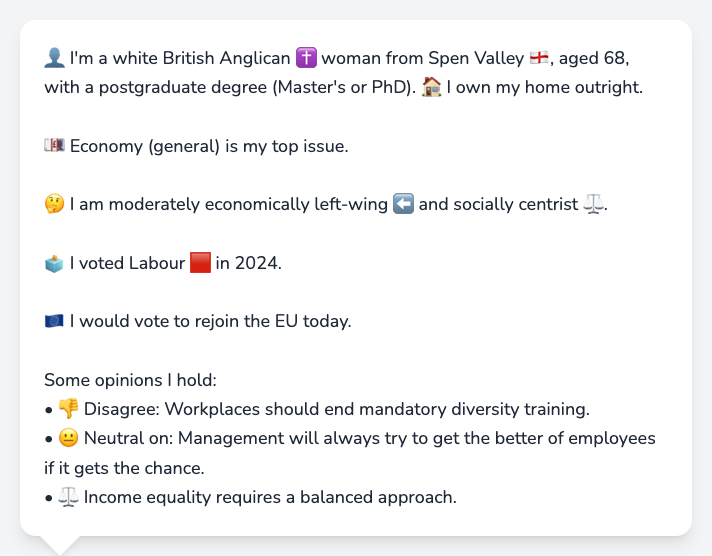 👤 I'm a white British Anglican ✝️ woman from Spen Valley 🏴󠁧󠁢󠁥󠁮󠁧󠁿, aged 68,
with a postgraduate degree (Master's or PhD). 🏠 I own my home outright.
💷 Economy (general) is my top issue.
🤔 I am moderately economically left-wing ⬅️ and socially centrist ⚖️.
🗳️ I voted Labour 🟥 in 2024.
🇪🇺 I would vote to rejoin the EU today.
Some opinions I hold:
• 👎 Disagree: Workplaces should end mandatory diversity training.
• 😐 Neutral on: Management will always try to get the better of employees
if it gets the chance.
• ⚖️ Income equality requires a balanced approach.